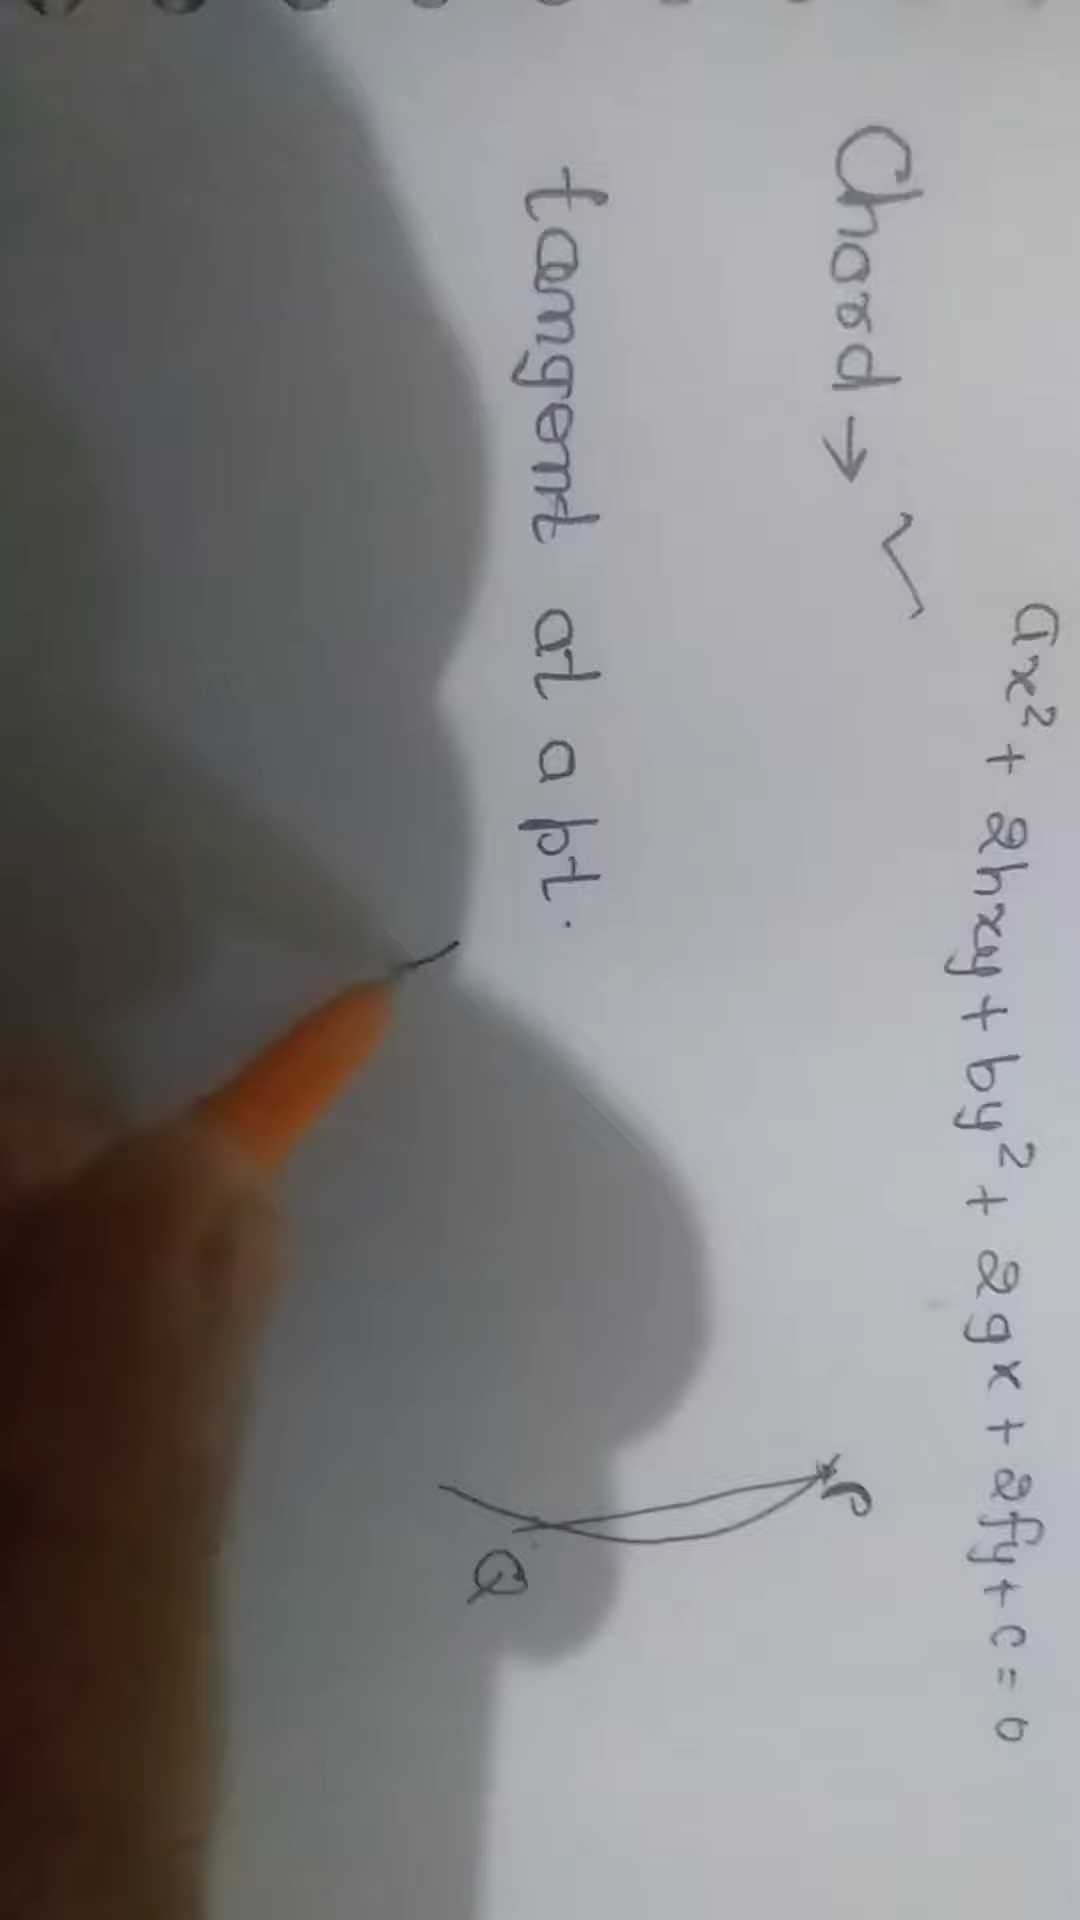 ax² + 2hxy + by² + 2gx + 2fy + c = 0
Chord → ✓
P
tangent at a pt.
Q